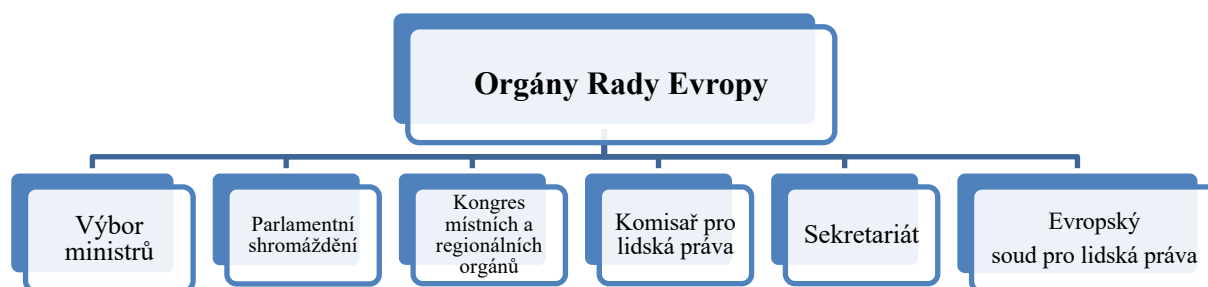 Orgány Rady Evropy
Výbor
ministrů
Parlamentní
shromáždění
Kongres
místních a
regionálních
orgánů
Komisař pro
lidská práva
Sekretariát
Evropský
soud pro lidská práva